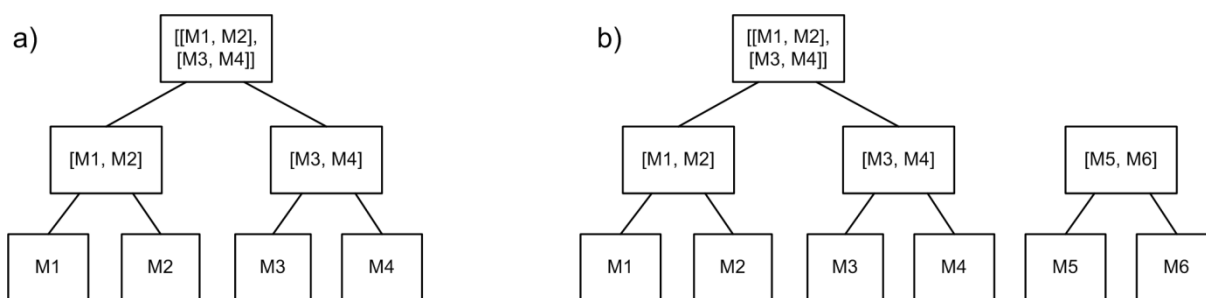 a)
[[M1, M2],
[M3, M4]]
[M1, M2]
[M3, M4]
M1
M2
M3
M4
b)
[[M1, M2],
[M3, M4]]
[M1, M2]
[M3, M4]
[M5, M6]
M1
M2
M3
M4
M5
M6